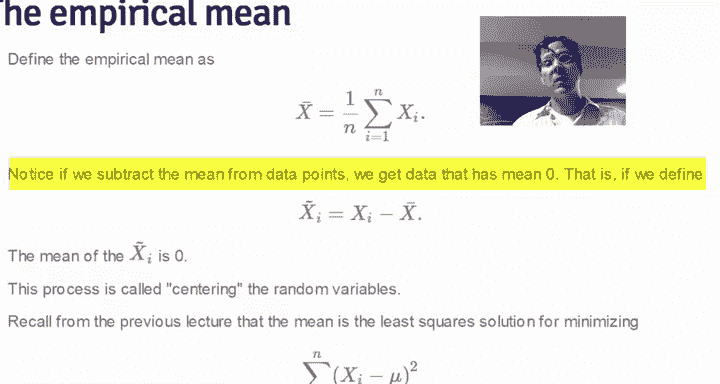 The empirical mean
Define the empirical mean as
X̄ = 1/n ∑_{i=1}^{n} X_i.
Notice if we subtract the mean from data points, we get data that has mean 0. That is, if we define
X̃_i = X_i − X̄.
The mean of the X̃_i is 0.
This process is called "centering" the random variables.
Recall from the previous lecture that the mean is the least squares solution for minimizing
∑^{n} (X_i − μ)²